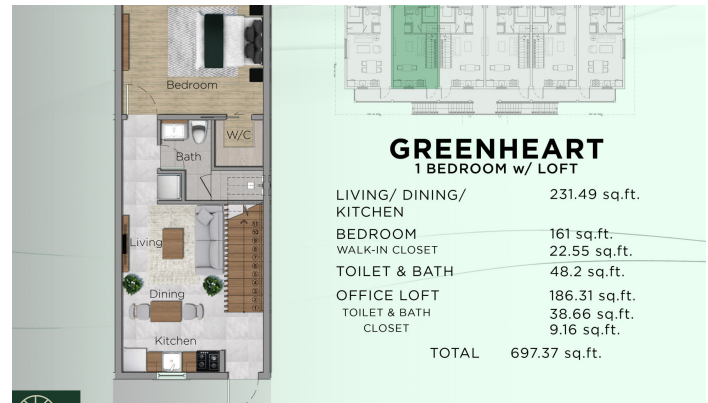 Bedroom
W/C
Bath
Living
Dining
Kitchen
GREENHEART
1 BEDROOM w/ LOFT
LIVING/ DINING/ 231.49 sq.ft.
KITCHEN
BEDROOM 161 sq.ft.
WALK-IN CLOSET 22.55 sq.ft.
TOILET & BATH 48.2 sq.ft.
OFFICE LOFT 186.31 sq.ft.
TOILET & BATH 38.66 sq.ft.
CLOSET 9.16 sq.ft.
TOTAL 697.37 sq.ft.